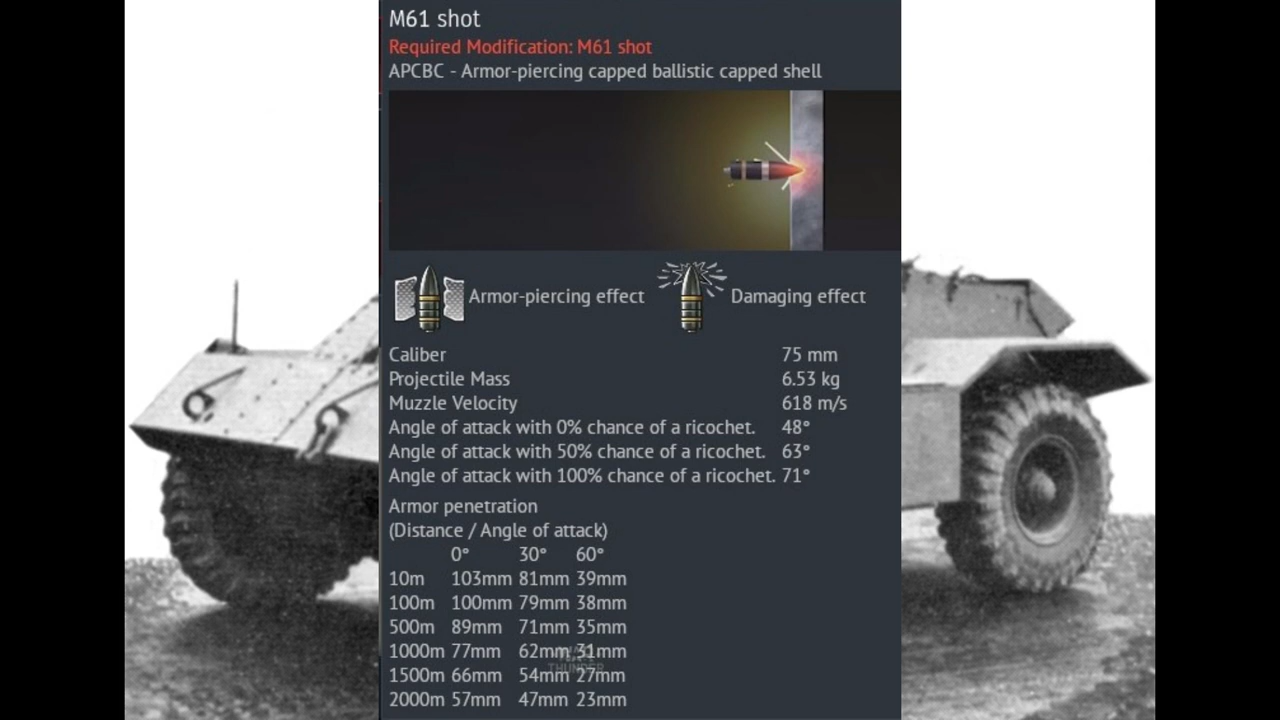 M61 shot
Required Modification: M61 shot
APCBC - Armor-piercing capped ballistic capped shell
Armor-piercing effect Damaging effect
Caliber 75 mm
Projectile Mass 6.53 kg
Muzzle Velocity 618 m/s
Angle of attack with 0% chance of a ricochet. 48°
Angle of attack with 50% chance of a ricochet. 63°
Angle of attack with 100% chance of a ricochet. 71°
Armor penetration
(Distance / Angle of attack)
0° 30° 60°
10m 103mm 81mm 39mm
100m 100mm 79mm 38mm
500m 89mm 71mm 35mm
1000m 77mm 62mm 31mm
1500m 66mm 54mm 27mm
THUNDER
2000m 57mm 47mm 23mm